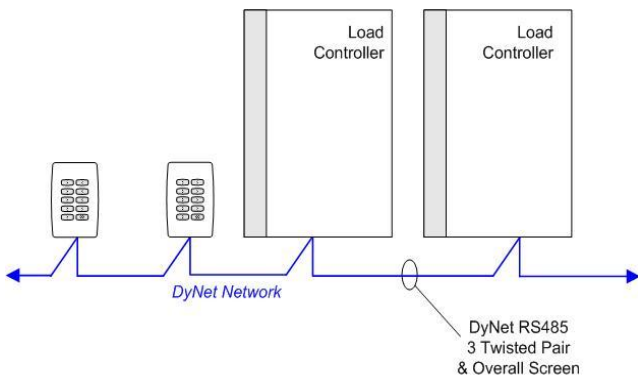 Load
Controller
Load
Controller
DyNet Network
DyNet RS485
3 Twisted Pair
& Overall Screen